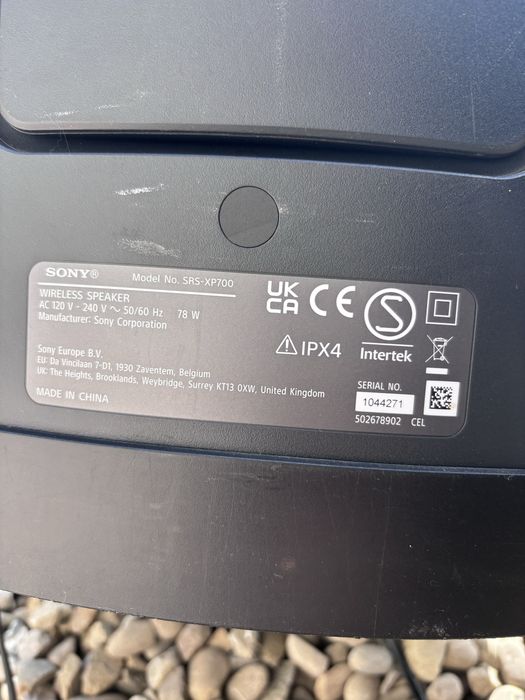 SONY® Model No. SRS-XP700
WIRELESS SPEAKER
AC 120 V - 240 V ~ 50/60 Hz 78 W
Manufacturer: Sony Corporation
Sony Europe B.V.
EU: Da Vincilaan 7-D1, 1930 Zaventem, Belgium
UK: The Heights, Brooklands, Weybridge, Surrey KT13 0XW, United Kingdom
MADE IN CHINA
UK
CA CE S
IPX4 Intertek
SERIAL NO.
1044271
502678902 CEL